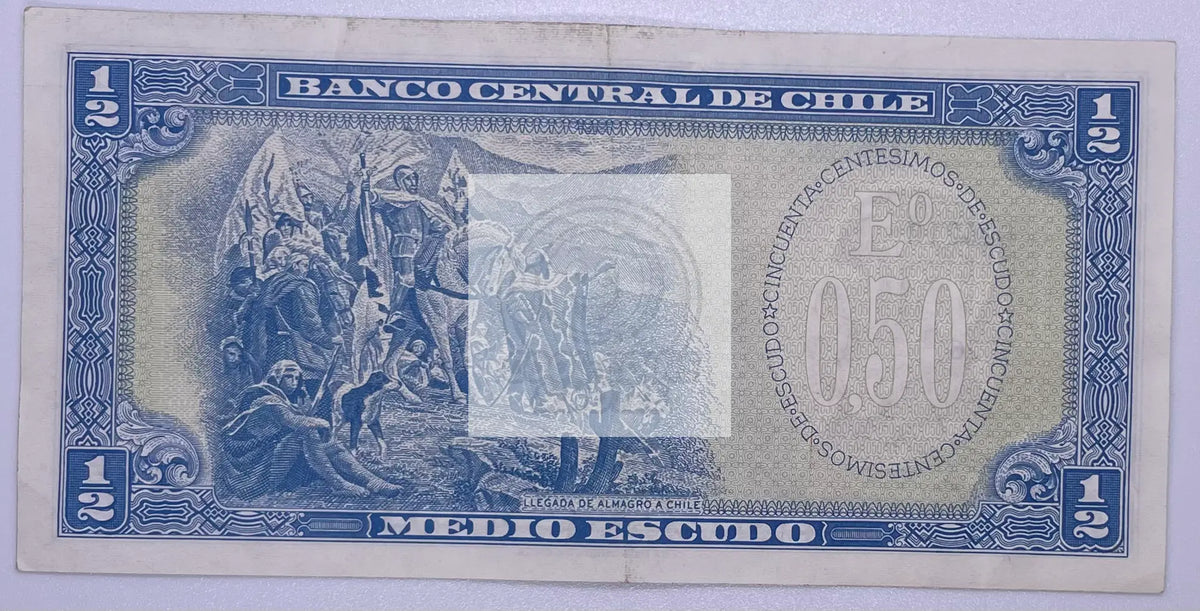 1/2
BANCO CENTRAL DE CHILE
1/2
CINCUENTA·CENTESIMOS·DE·ESCUDO☆CINCUENTA·CENTESIMOS·DE·ESCUDO☆
Eº
0,50
LLEGADA DE ALMAGRO A CHILE
1/2
MEDIO ESCUDO
1/2